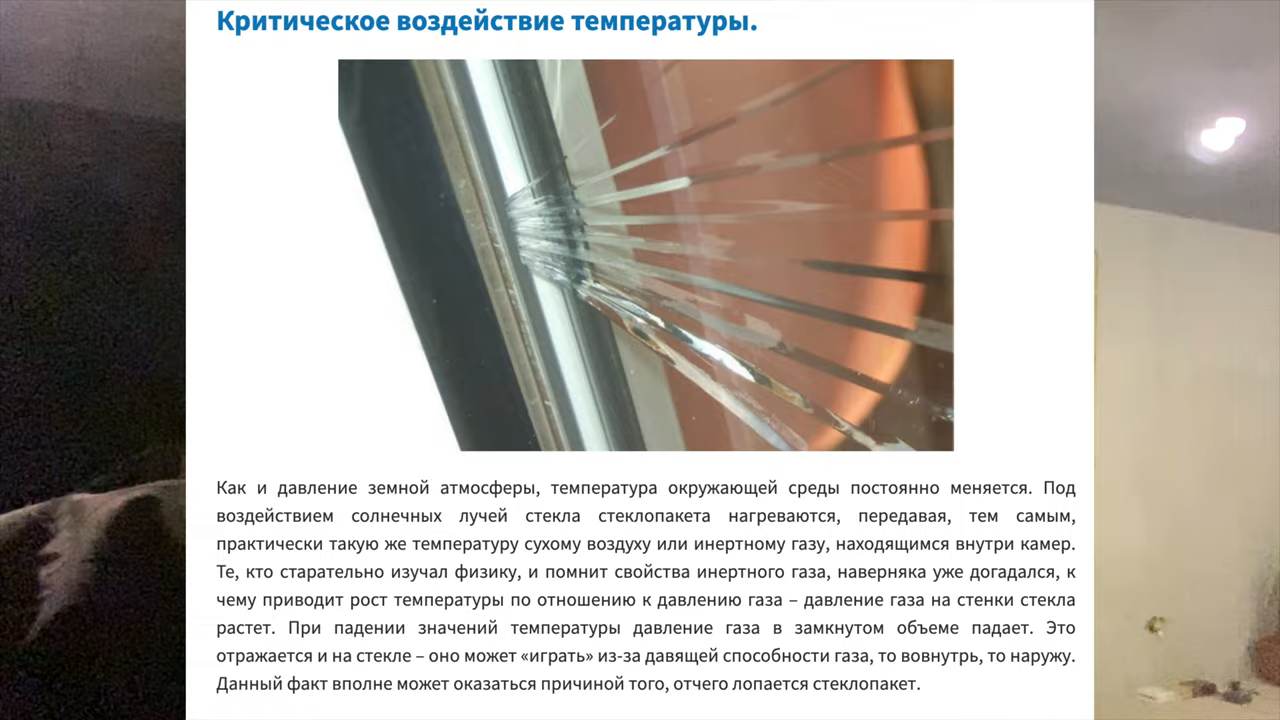 Критическое воздействие температуры.
Как и давление земной атмосферы, температура окружающей среды постоянно меняется. Под
воздействием солнечных лучей стекла стеклопакета нагреваются, передавая, тем самым,
практически такую же температуру сухому воздуху или инертному газу, находящимся внутри камер.
Те, кто старательно изучал физику, и помнит свойства инертного газа, наверняка уже догадался, к
чему приводит рост температуры по отношению к давлению газа – давление газа на стенки стекла
растет. При падении значений температуры давление газа в замкнутом объеме падает. Это
отражается и на стекле – оно может «играть» из-за давящей способности газа, то вовнутрь, то наружу.
Данный факт вполне может оказаться причиной того, отчего лопается стеклопакет.